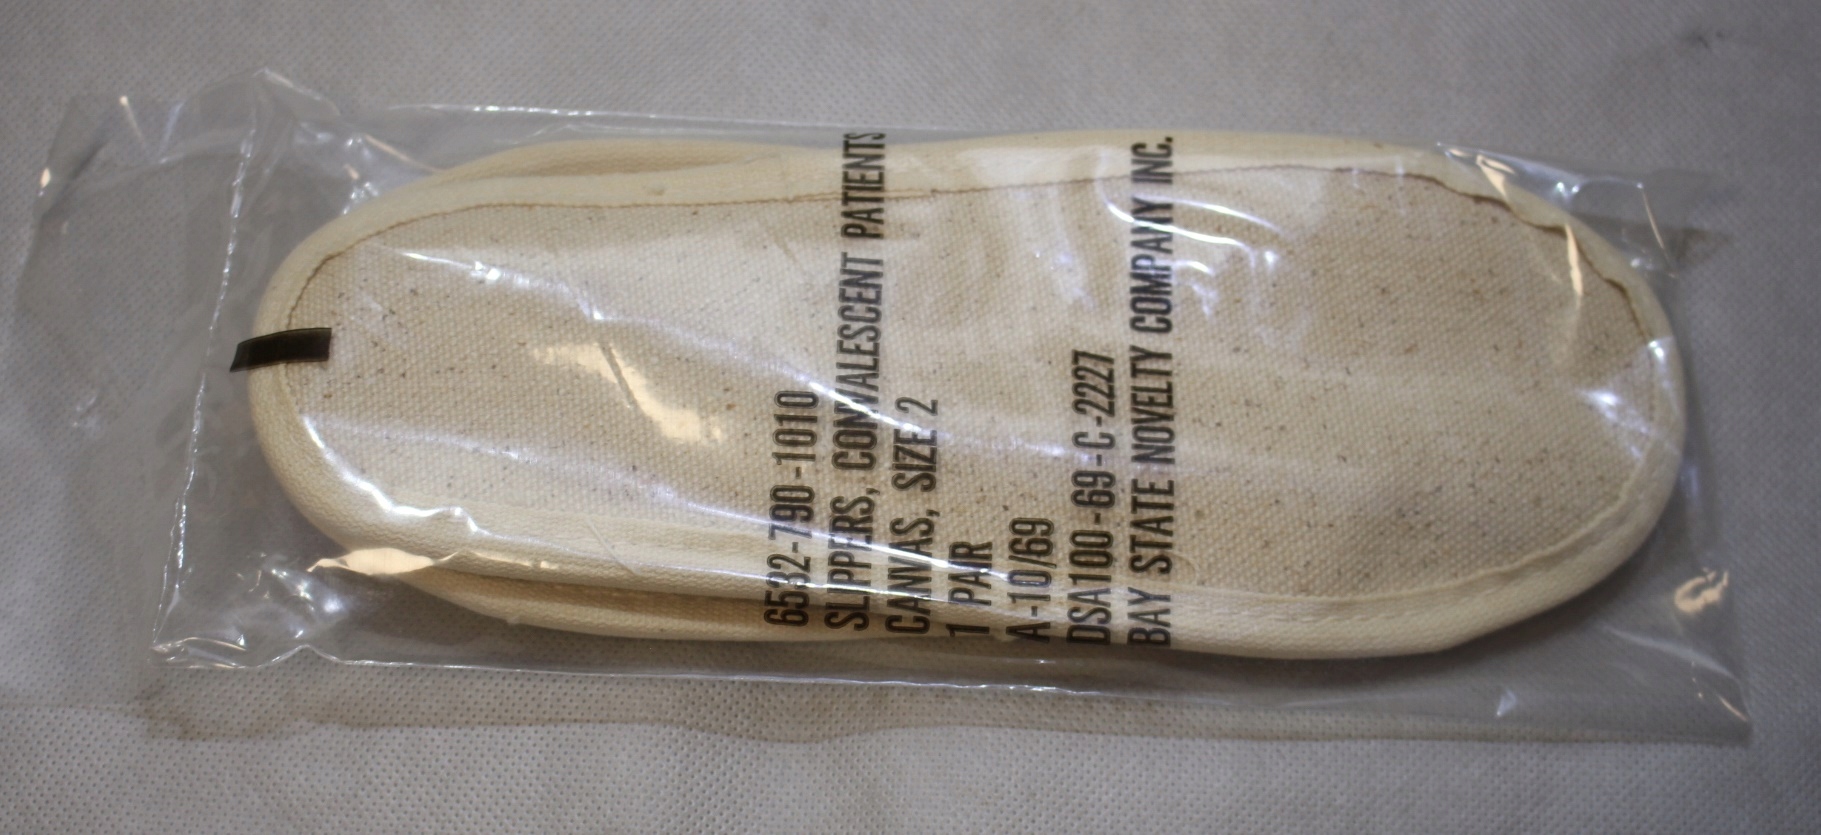 6532-790-1010
SLIPPERS, CONVALESCENT PATIENTS
CANVAS, SIZE 2
1 PAIR
A-10/69
DSA100-69-C-2227
BAY STATE NOVELTY COMPANY INC.